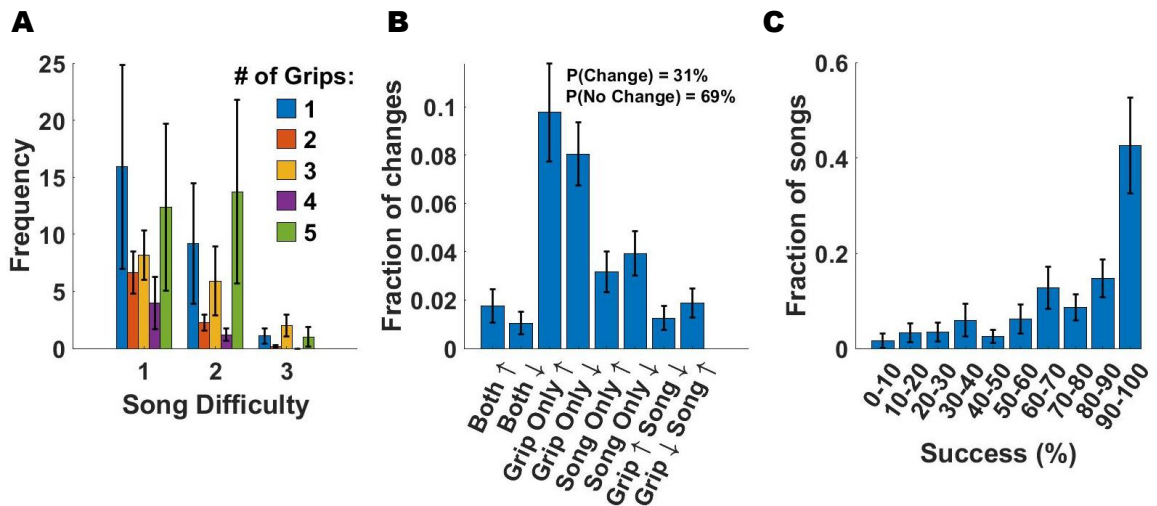 A
Frequency
25
20
15
10
5
0
# of Grips:
1
2
3
4
5
1 2 3
Song Difficulty
B
Fraction of changes
0.1
0.08
0.06
0.04
0.02
0
P(Change) = 31%
P(No Change) = 69%
Both ↑
Both ↓
Grip Only ↑
Grip Only ↓
Song Only ↑
Song Only ↓
Grip ↑ Song ↓
Grip ↓ Song ↑
C
Fraction of songs
0.6
0.4
0.2
0
0-10
10-20
20-30
30-40
40-50
50-60
60-70
70-80
80-90
90-100
Success (%)